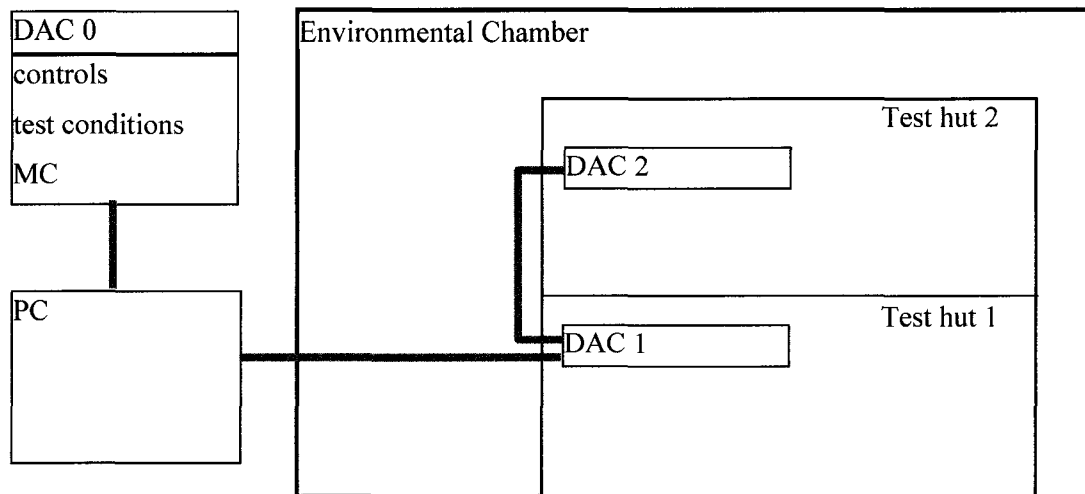 DAC 0
controls
test conditions
MC
PC
Environmental Chamber
Test hut 2
DAC 2
Test hut 1
DAC 1